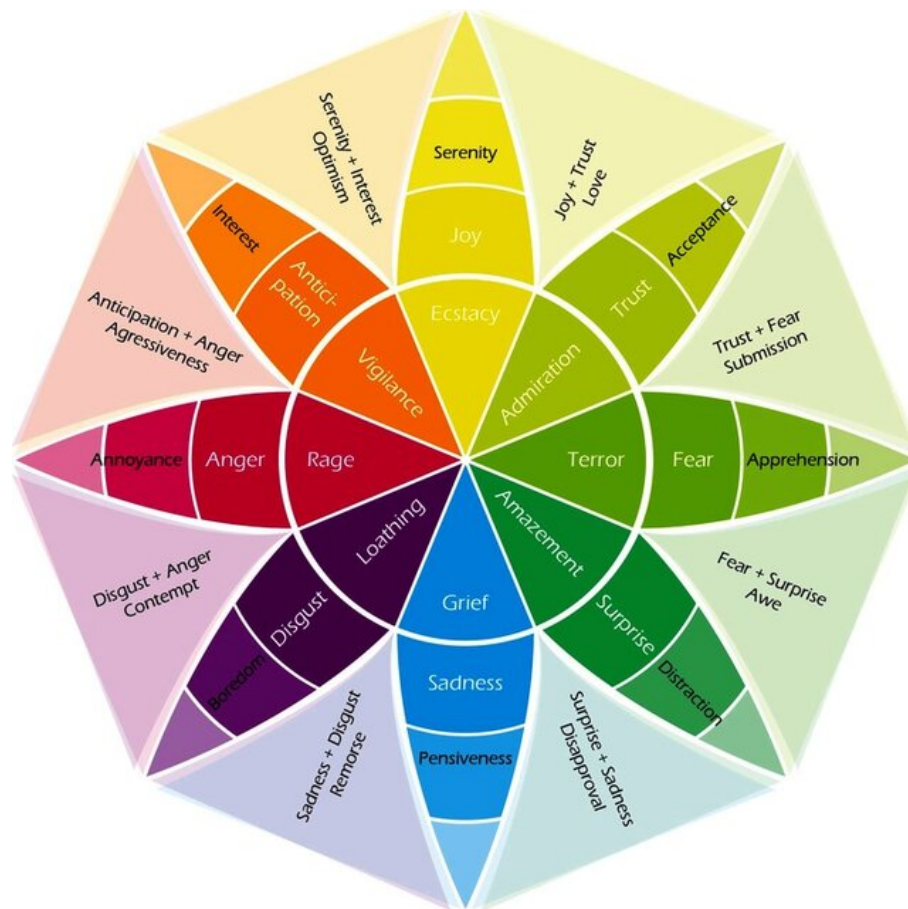 Serenity + Interest
Optimism
Serenity
Joy
Ecstacy
Joy + Trust
Love
Acceptance
Trust
Admiration
Trust + Fear
Submission
Terror
Fear
Apprehension
Fear + Surprise
Awe
Amazement
Surprise
Distraction
Surprise + Sadness
Disapproval
Grief
Sadness
Pensiveness
Sadness + Disgust
Remorse
Loathing
Disgust
Boredom
Disgust + Anger
Contempt
Rage
Anger
Annoyance
Anticipation + Anger
Agressiveness
Interest
Antici-
pation
Vigilance